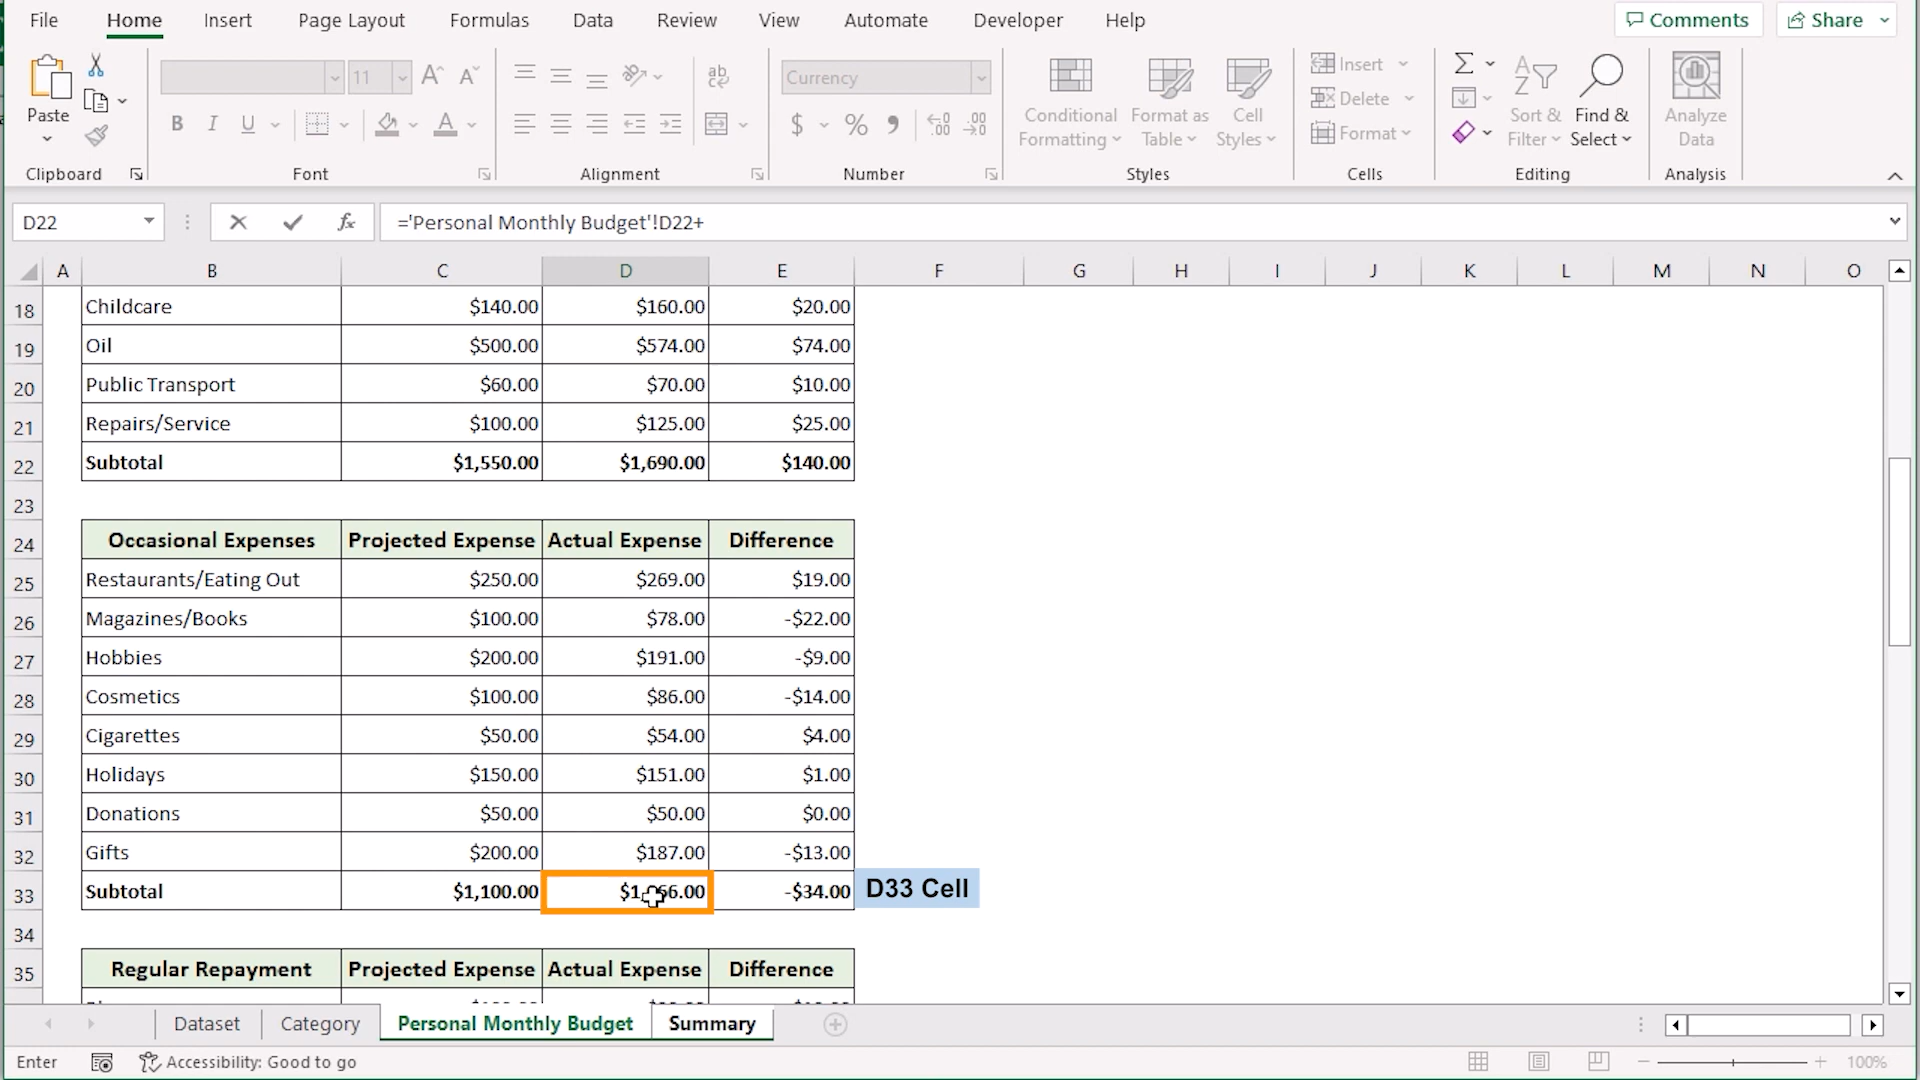 File Home Insert Page Layout Formulas Data Review View Automate Developer Help Comments Share
Paste
11
ab
Currency
Conditional Formatting
Format as Table
Cell Styles
Insert
Delete
Format
Sort & Filter
Find & Select
Analyze Data
Clipboard Font Alignment Number Styles Cells Editing Analysis
D22 fx ='Personal Monthly Budget'!D22+
A B C D E F G H I J K L M N O
18 Childcare $140.00 $160.00 $20.00
19 Oil $500.00 $574.00 $74.00
20 Public Transport $60.00 $70.00 $10.00
21 Repairs/Service $100.00 $125.00 $25.00
22 Subtotal $1,550.00 $1,690.00 $140.00
23
24 Occasional Expenses Projected Expense Actual Expense Difference
25 Restaurants/Eating Out $250.00 $269.00 $19.00
26 Magazines/Books $100.00 $78.00 -$22.00
27 Hobbies $200.00 $191.00 -$9.00
28 Cosmetics $100.00 $86.00 -$14.00
29 Cigarettes $50.00 $54.00 $4.00
30 Holidays $150.00 $151.00 $1.00
31 Donations $50.00 $50.00 $0.00
32 Gifts $200.00 $187.00 -$13.00
33 Subtotal $1,100.00 -$34.00 D33 Cell
34
35 Regular Repayment Projected Expense Actual Expense Difference
Dataset Category Personal Monthly Budget Summary
Enter Accessibility: Good to go 100%